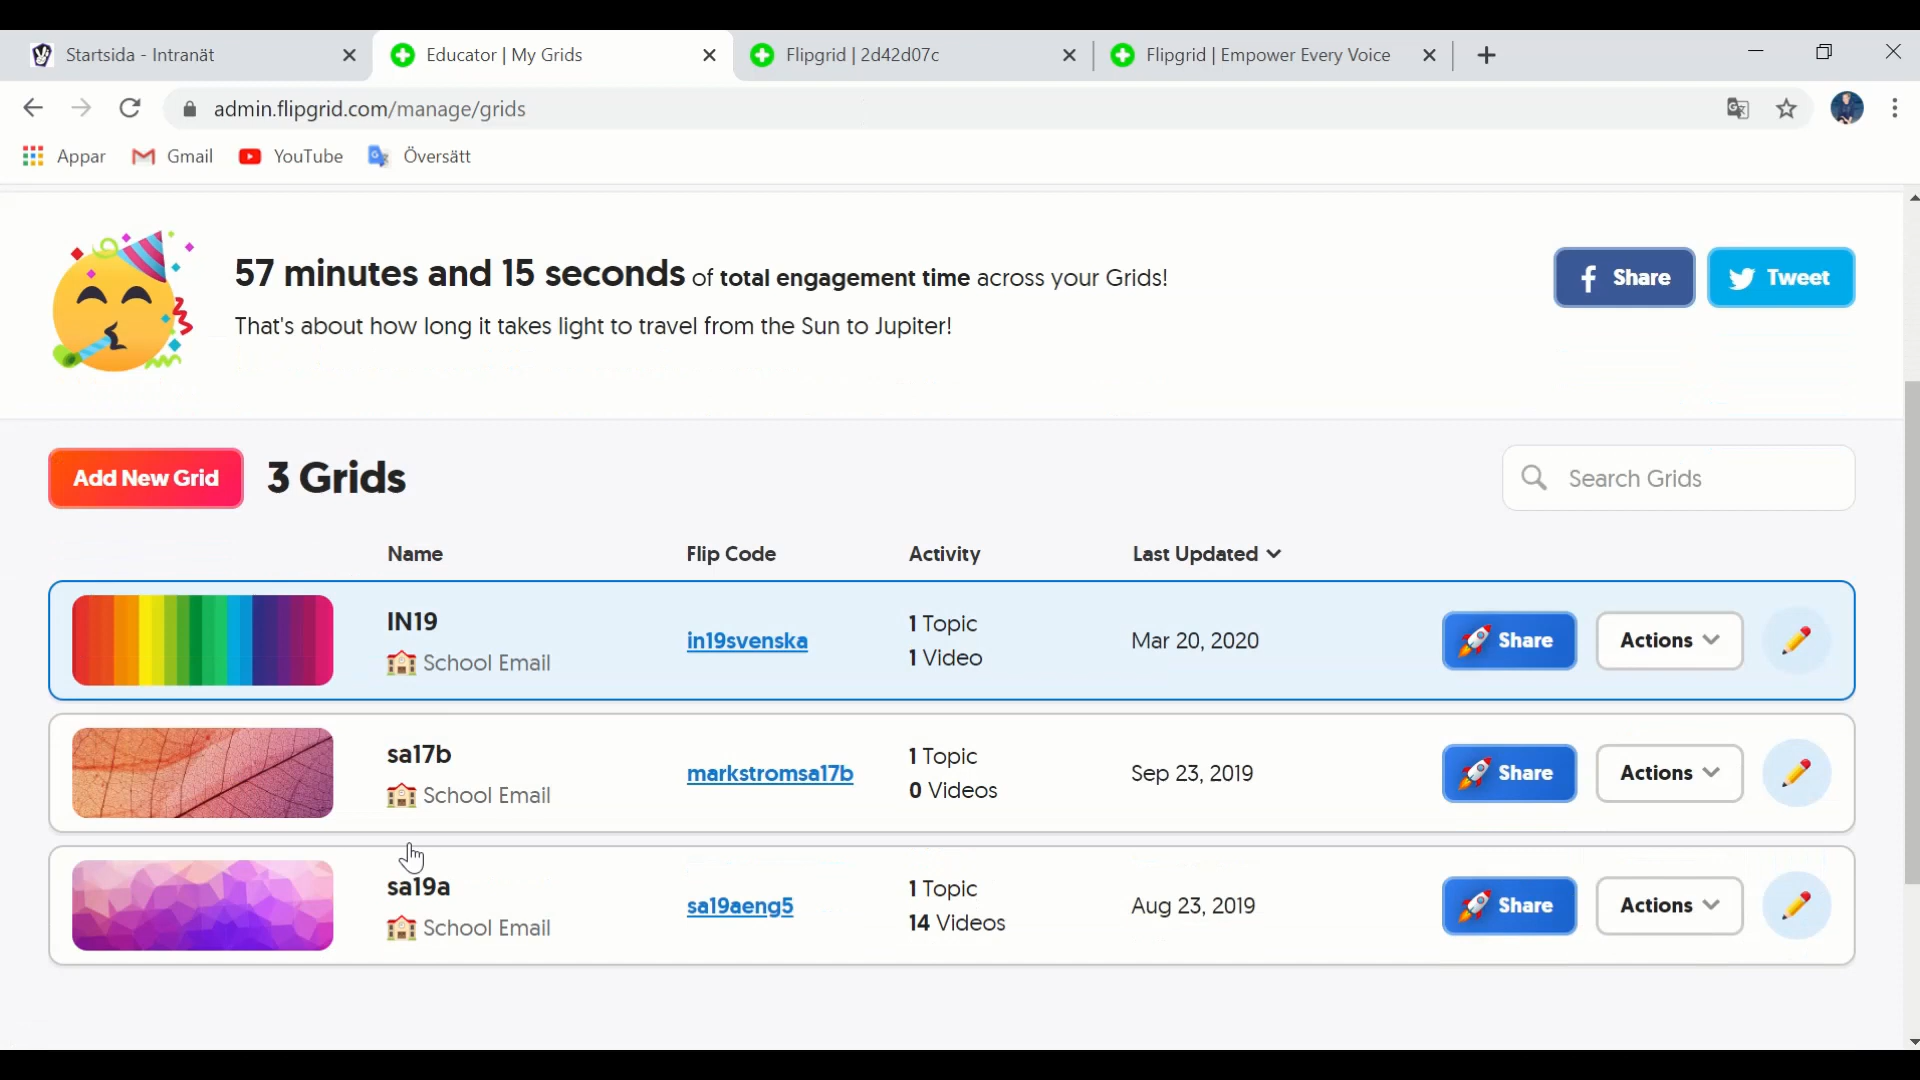 Startsida - Intranät
Educator | My Grids
Flipgrid | 2d42d07c
Flipgrid | Empower Every Voice
admin.flipgrid.com/manage/grids
Appar Gmail YouTube Översätt
57 minutes and 15 seconds of total engagement time across your Grids!
That's about how long it takes light to travel from the Sun to Jupiter!
Share Tweet
Add New Grid 3 Grids Search Grids
Name Flip Code Activity Last Updated
IN19
School Email
in19svenska
1 Topic
1 Video
Mar 20, 2020
Share Actions
sa17b
School Email
markstromsa17b
1 Topic
0 Videos
Sep 23, 2019
Share Actions
sa19a
School Email
sa19aeng5
1 Topic
14 Videos
Aug 23, 2019
Share Actions